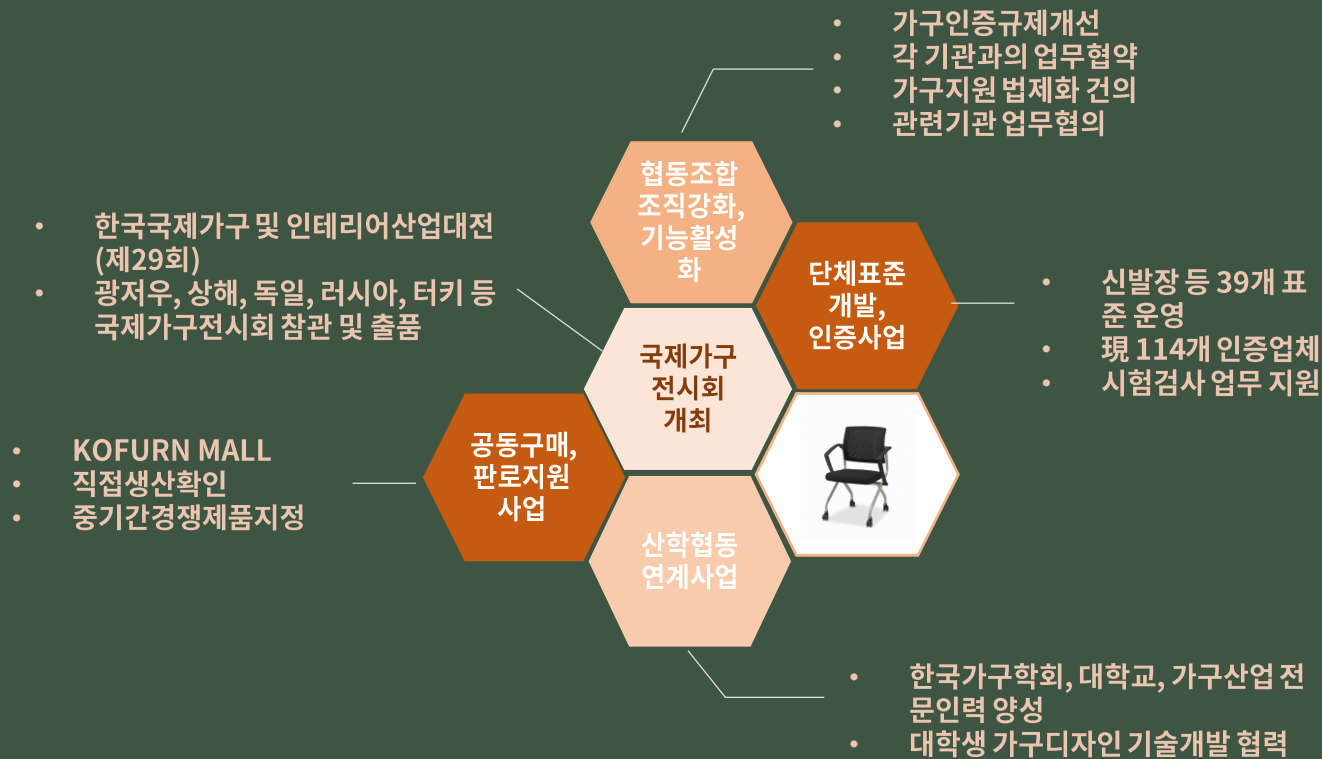 • 가구인증규제개선
• 각 기관과의 업무협약
• 가구지원 법제화 건의
• 관련기관 업무협의
협동조합
조직강화,
기능활성
화
• 한국국제가구 및 인테리어산업대전
(제29회)
• 광저우, 상해, 독일, 러시아, 터키 등
국제가구전시회 참관 및 출품
단체표준
개발,
인증사업
• 신발장 등 39개 표
준 운영
• 現 114개 인증업체
• 시험검사 업무 지원
국제가구
전시회
개최
• KOFURN MALL
• 직접생산확인
• 중기간경쟁제품지정
공동구매,
판로지원
사업
산학협동
연계사업
• 한국가구학회, 대학교, 가구산업 전
문인력 양성
• 대학생 가구디자인 기술개발 협력